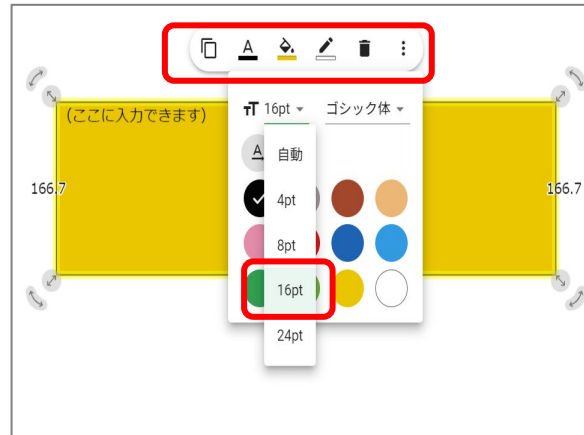 A
(ここに入力できます)
TT 16pt ゴシック体
A 自動
166.7 4pt 166.7
8pt
16pt
24pt